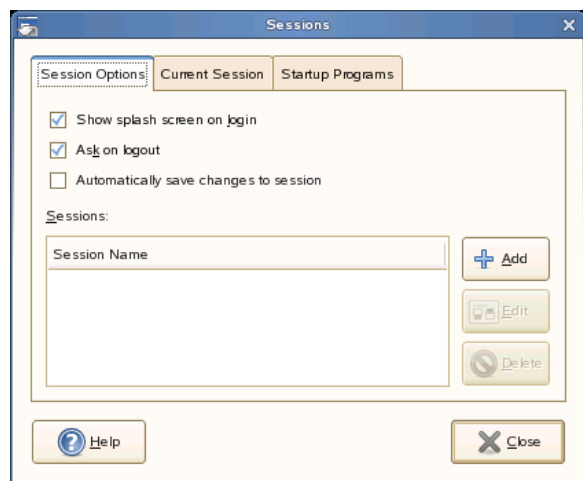 Sessions
Session Options
Current Session
Startup Programs
Show splash screen on login
Ask on logout
Automatically save changes to session
Sessions:
Session Name
Add
Edit
Delete
Help
Close